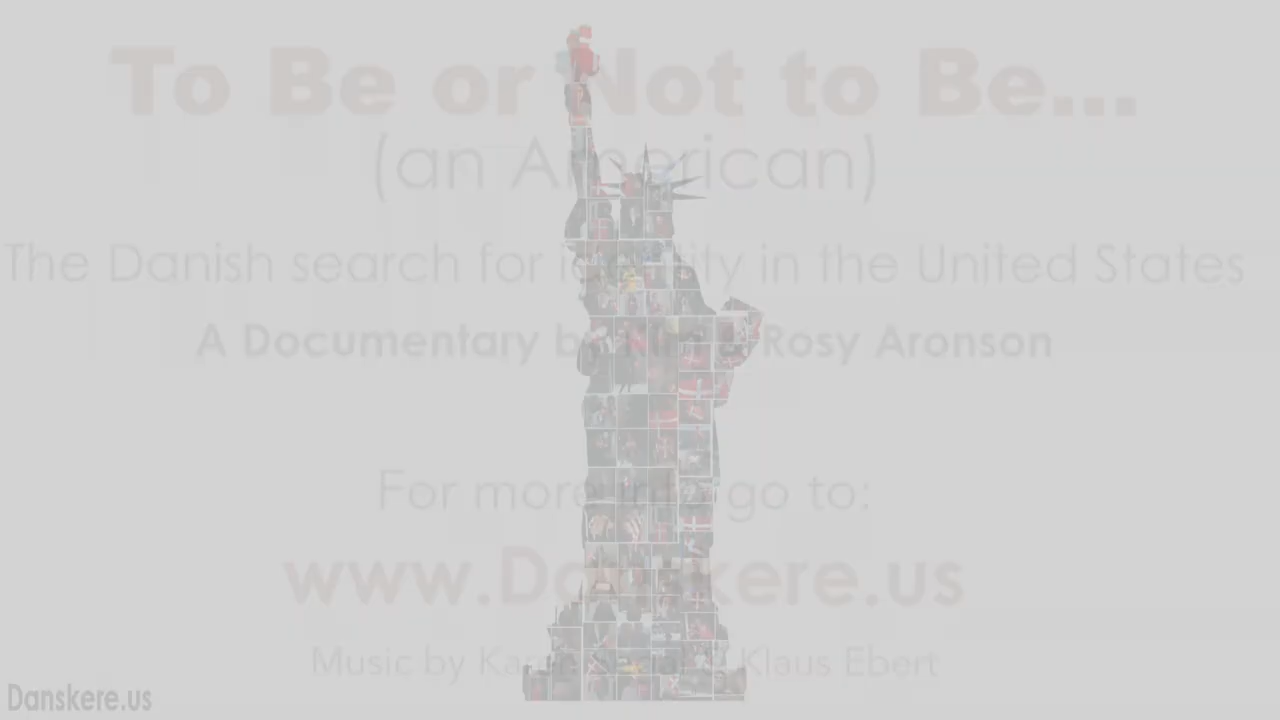 To Be or Not to Be...
(an American)
The Danish search for identity in the United States
A Documentary by Rosy Aronson
For more info go to:
www.Danskere.us
Music by Klaus Ebert
Danskere.us